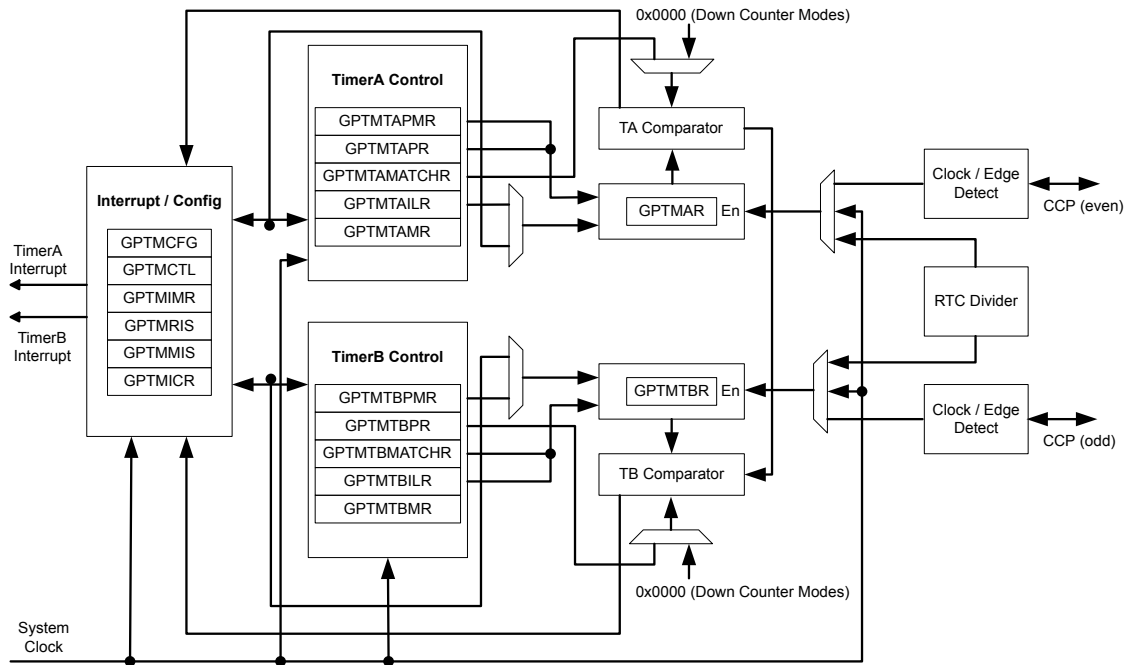 0x0000 (Down Counter Modes)
TimerA Control
GPTMTAPMR
GPTMTAPR
GPTMTAMATCHR
GPTMTAILR
GPTMTAMR
TA Comparator
GPTMAR
En
Clock / Edge
Detect
CCP (even)
Interrupt / Config
GPTMCFG
GPTMCTL
GPTMIMR
GPTMRIS
GPTMMIS
GPTMICR
TimerA
Interrupt
TimerB
Interrupt
RTC Divider
TimerB Control
GPTMTBPMR
GPTMTBPR
GPTMTBMATCHR
GPTMTBILR
GPTMTBMR
GPTMTBR
En
TB Comparator
Clock / Edge
Detect
CCP (odd)
0x0000 (Down Counter Modes)
System
Clock